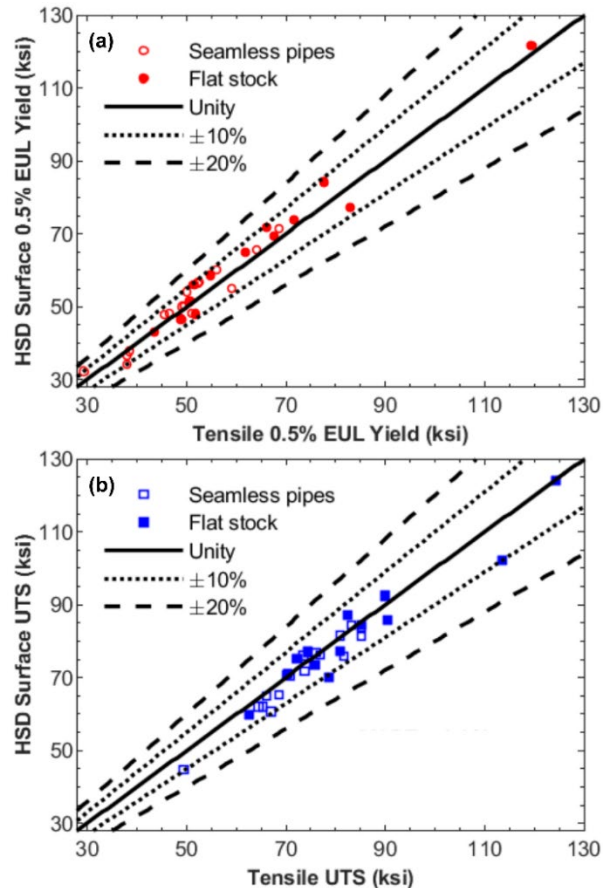 130
(a)
Seamless pipes
Flat stock
Unity
±10%
±20%
110
90
70
50
30
HSD Surface 0.5% EUL Yield (ksi)
30 50 70 90 110 130
Tensile 0.5% EUL Yield (ksi)
130
(b)
Seamless pipes
Flat stock
Unity
±10%
±20%
110
90
70
50
30
HSD Surface UTS (ksi)
30 50 70 90 110 130
Tensile UTS (ksi)